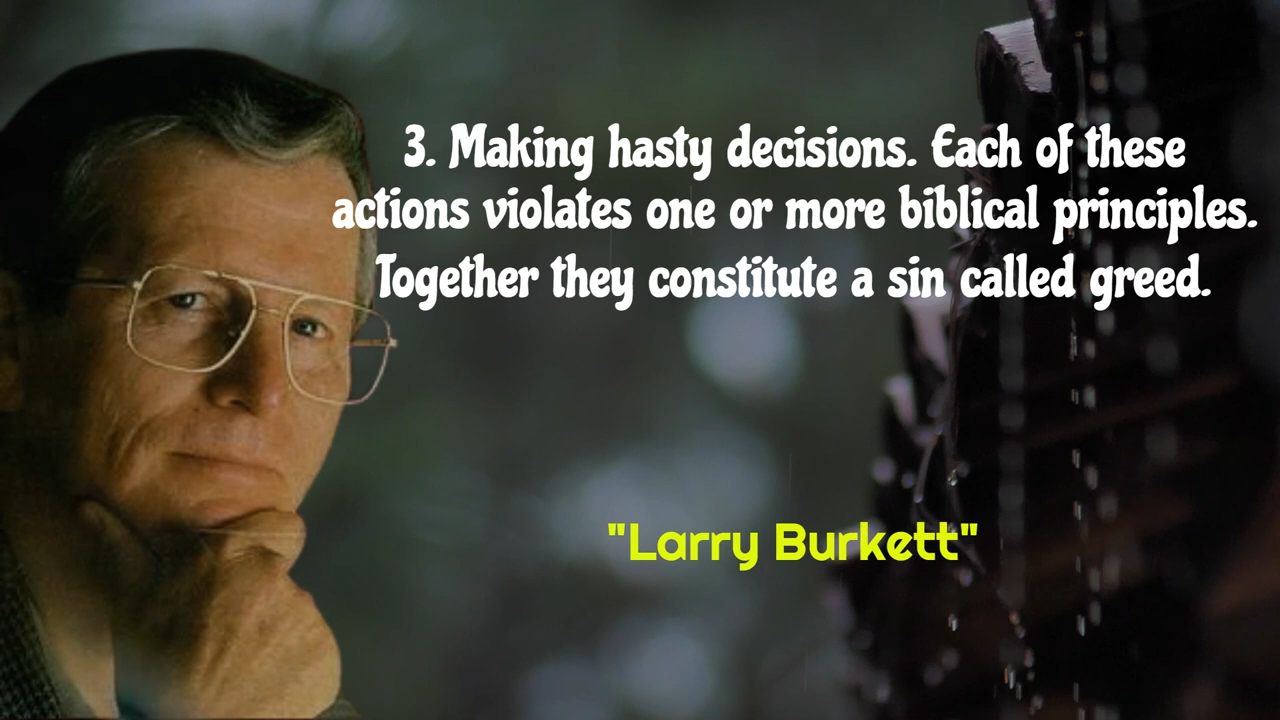 3. Making hasty decisions. Each of these
actions violates one or more biblical principles.
Together they constitute a sin called greed.
"Larry Burkett"